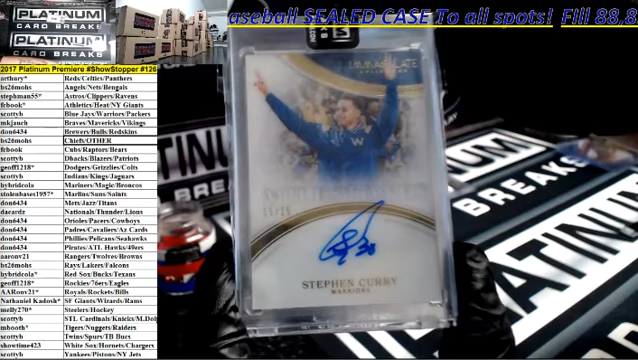 aseball SEALED CASE To all spots! Fill 88.8
PLATINUM
CARD BREAKS
PLATINUM
2017 Platinum Premiere #ShowStopper #126
arthury* Reds/Celtics/Panthers
bs26mohs Angels/Nets/Bengals
stephman55* Astros/Clippers/Ravens
fcbook* Athletics/Heat/NY Giants
scottyb Blue Jays/Warriors/Packers
mkjauch Braves/Mavericks/Vikings
don6434 Brewers/Bulls/Redskins
bs26mohs Chiefs/OTHER
fcbook Cubs/Raptors/Bears
scottyb Dbacks/Blazers/Patriots
geoff1218* Dodgers/Grizzlies/Colts
scottyb Indians/Kings/Jaguars
hybridcola Mariners/Magic/Broncos
stolenbases1957* Marlins/Suns/Saints
don6434 Mets/Jazz/Titans
dacardz Nationals/Thunder/Lions
don6434 Orioles/Pacers/Cowboys
don6434 Padres/Cavaliers/Az Cards
don6434 Phillies/Pelicans/Seahawks
don6434 Pirates/ATL Hawks/49ers
aaronv21 Rangers/Twolves/Browns
bs26mohs Rays/Lakers/Falcons
hybridcola* Red Sox/Bucks/Texans
geoff1218* Rockies/76ers/Eagles
AARonv21* Royals/Rockets/Bills
Nathaniel Kadosh* SF Giants/Wizards/Rams
melly270* Steelers/Hockey
scottyb STL Cardinals/Knicks/M.Dol
mbooth* Tigers/Nuggets/Raiders
scottyb Twins/Spurs/TB Bucs
showtime423 White Sox/Hornets/Chargers
scottyb Yankees/Pistons/NY Jets
IMMACULATE
COLLECTION
W
30
STEPHEN CURRY
WARRIORS
PLATINUM
BREAKS